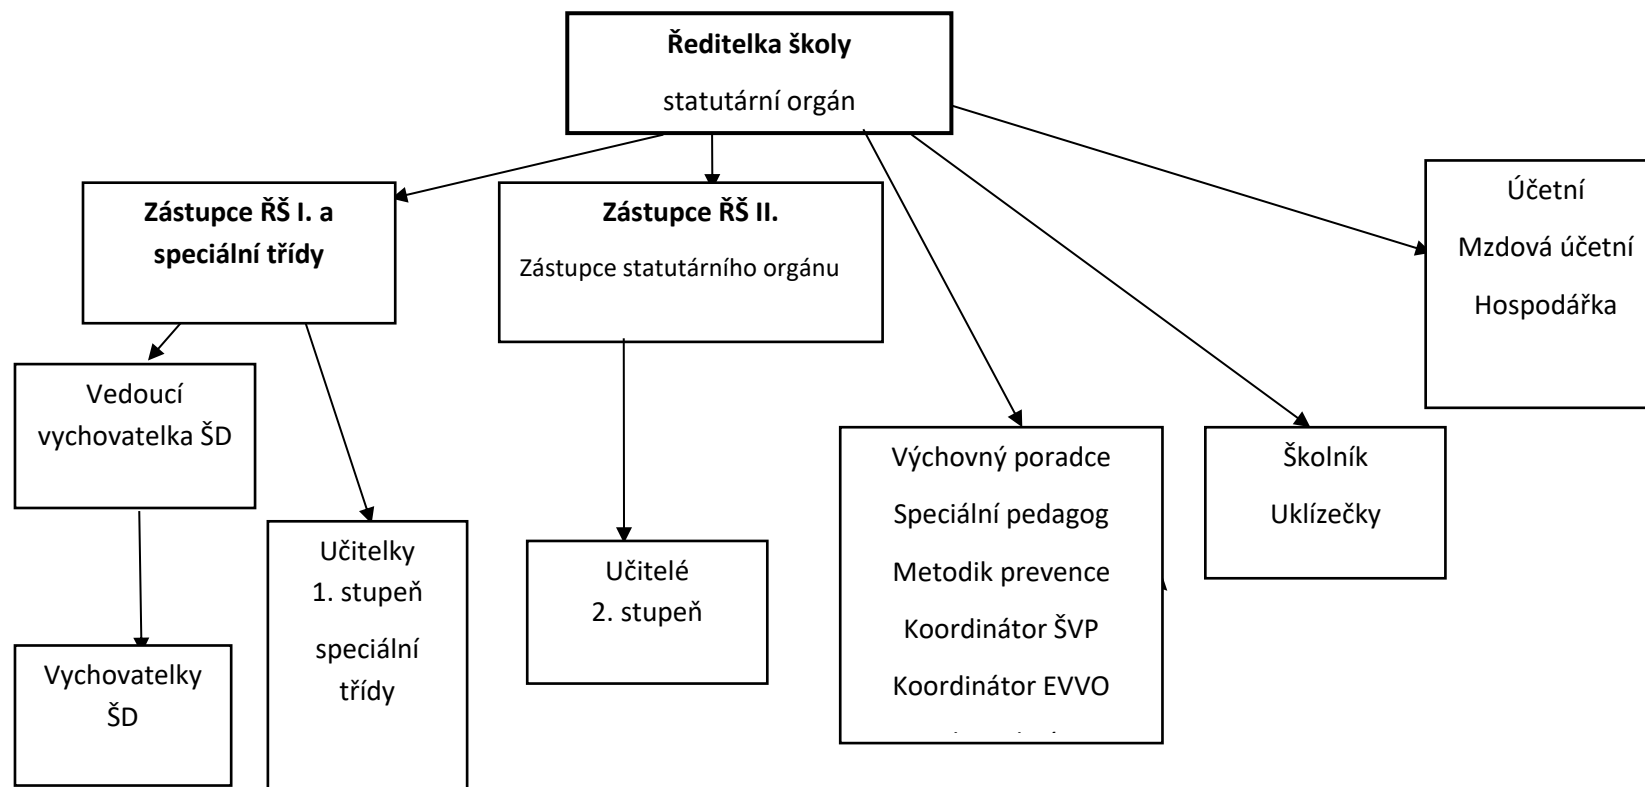 Ředitelka školy
statutární orgán
Zástupce ŘŠ I. a
speciální třídy
Zástupce ŘŠ II.
Zástupce statutárního orgánu
Účetní
Mzdová účetní
Hospodářka
Vedoucí
vychovatelka ŠD
Výchovný poradce
Speciální pedagog
Metodik prevence
Koordinátor ŠVP
Koordinátor EVVO
Školník
Uklízečky
Učitelky
1. stupeň
speciální
třídy
Učitelé
2. stupeň
Vychovatelky
ŠD